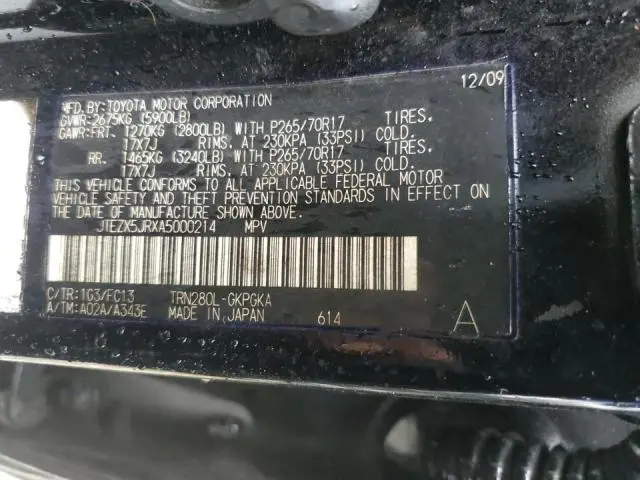 12/09
MFD.BY:TOYOTA MOTOR CORPORATION
GVWR:2675KG (5900LB)
GAWR:FRT. 1270KG (2800LB) WITH P265/70R17 TIRES.
17X7J RIMS. AT 230KPA (33PSI) COLD.
RR. 1465KG (3240LB) WITH P265/70R17 TIRES.
17X7J RIMS. AT 230KPA (33PSI) COLD.
THIS VEHICLE CONFORMS TO ALL APPLICABLE FEDERAL MOTOR
VEHICLE SAFETY AND THEFT PREVENTION STANDARDS IN EFFECT ON
THE DATE OF MANUFACTURE SHOWN ABOVE.
JTEZX5JRXA5000214 MPV
C/TR:1G3/FC13 TRN280L-GKPGKA
A/TM:A02A/A343E MADE IN JAPAN 614 A